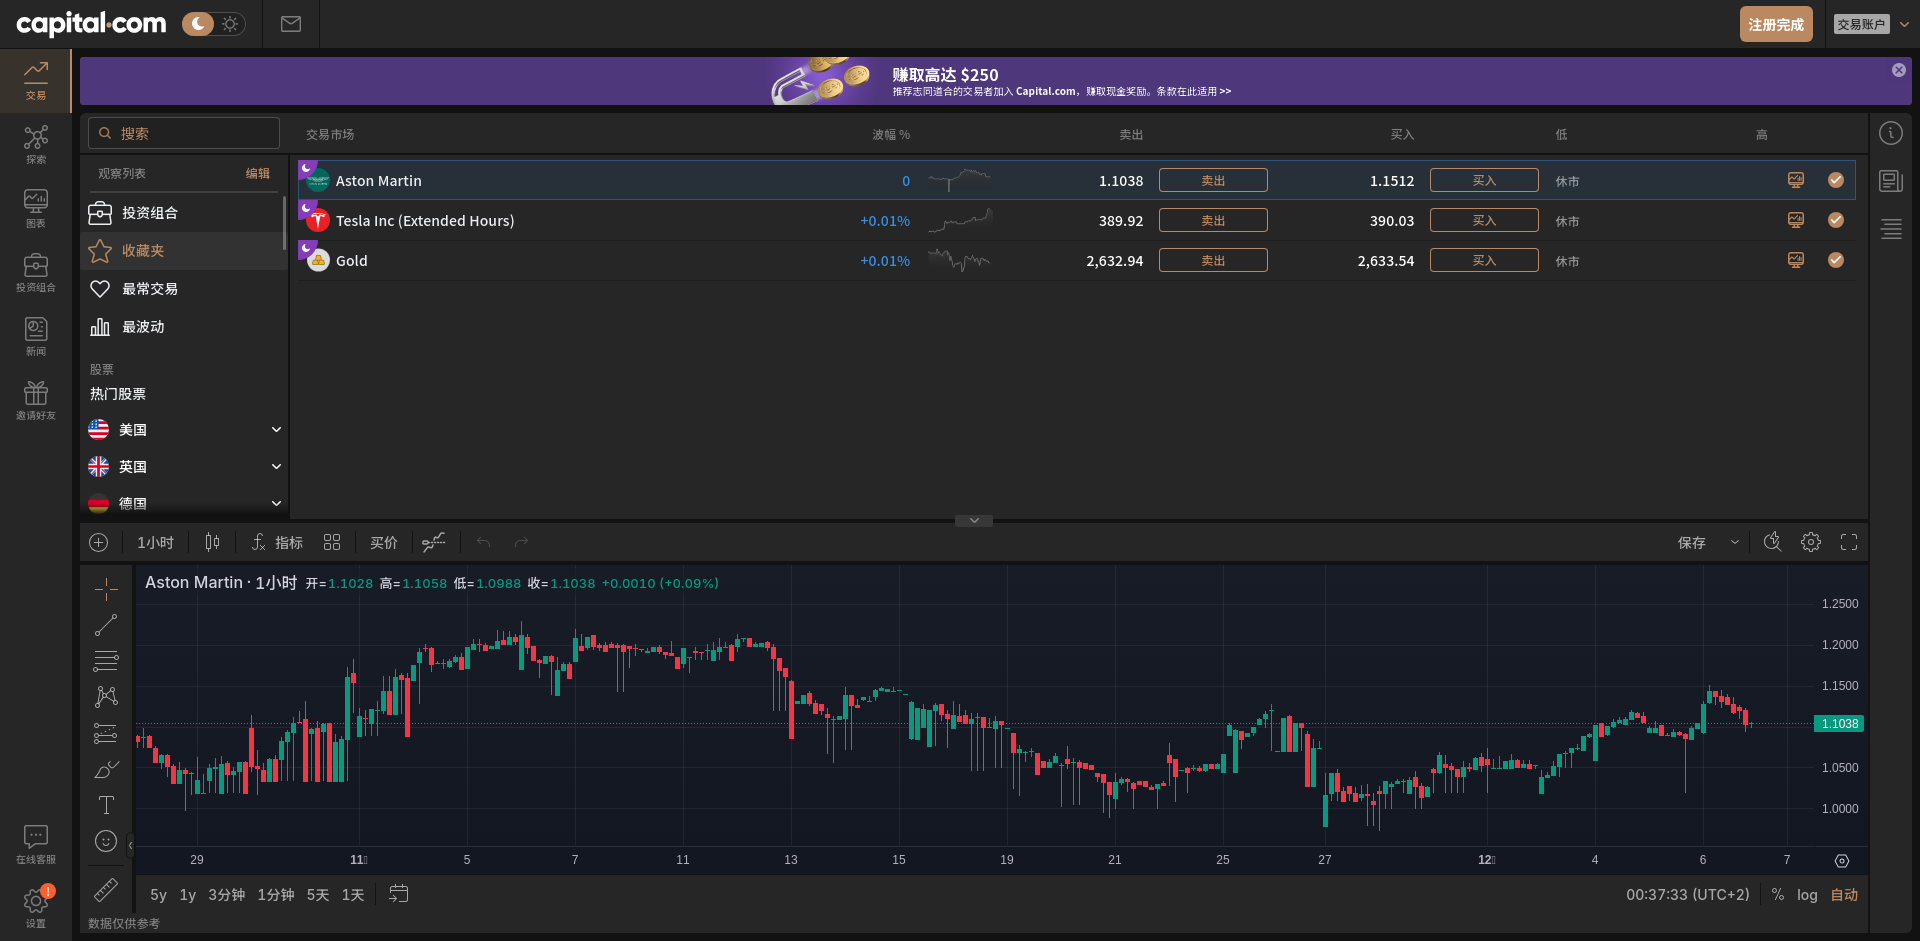 capital.com
注册完成
交易账户
交易
赚取高达 $250
推荐志同道合的交易者加入 Capital.com，赚取现金奖励。条款在此适用 >>
探索
图表
投资组合
新闻
邀请好友
在线客服
设置
搜索
交易市场 波幅 % 卖出 买入 低 高
观察列表 编辑
投资组合
收藏夹
最常交易
最波动
股票
热门股票
美国
英国
德国
Aston Martin 0 1.1038 卖出 1.1512 买入 休市
Tesla Inc (Extended Hours) +0.01% 389.92 卖出 390.03 买入 休市
Gold +0.01% 2,632.94 卖出 2,633.54 买入 休市
1小时 指标 买价 保存
Aston Martin · 1小时 开=1.1028 高=1.1058 低=1.0988 收=1.1038 +0.0010 (+0.09%)
1.2500
1.2000
1.1500
1.1038
1.0500
1.0000
29 11 5 7 11 13 15 19 21 25 27 12 4 6 7
5y 1y 3分钟 1分钟 5天 1天 00:37:33 (UTC+2) % log 自动
数据仅供参考